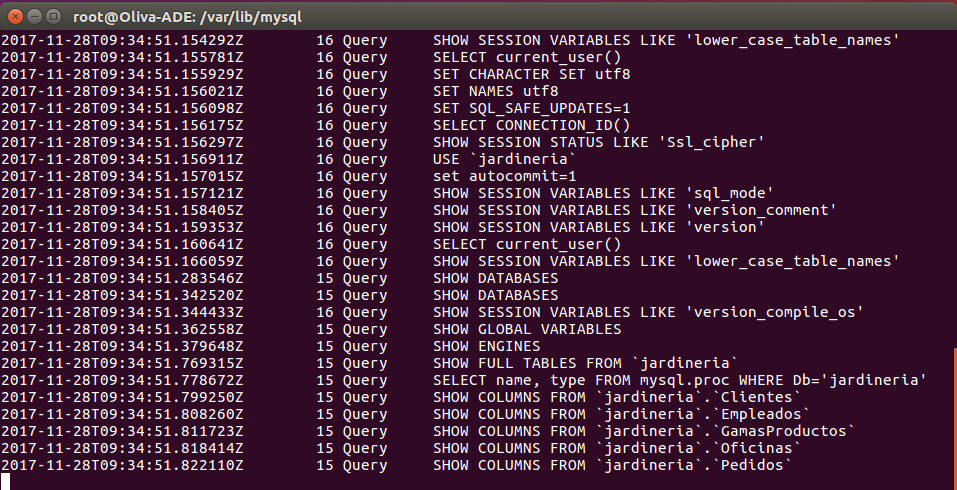 root@Oliva-ADE: /var/lib/mysql
2017-11-28T09:34:51.154292Z 16 Query SHOW SESSION VARIABLES LIKE 'lower_case_table_names'
2017-11-28T09:34:51.155781Z 16 Query SELECT current_user()
2017-11-28T09:34:51.155929Z 16 Query SET CHARACTER SET utf8
2017-11-28T09:34:51.156021Z 16 Query SET NAMES utf8
2017-11-28T09:34:51.156098Z 16 Query SET SQL_SAFE_UPDATES=1
2017-11-28T09:34:51.156175Z 16 Query SELECT CONNECTION_ID()
2017-11-28T09:34:51.156297Z 16 Query SHOW SESSION STATUS LIKE 'Ssl_cipher'
2017-11-28T09:34:51.156911Z 16 Query USE `jardineria`
2017-11-28T09:34:51.157015Z 16 Query set autocommit=1
2017-11-28T09:34:51.157121Z 16 Query SHOW SESSION VARIABLES LIKE 'sql_mode'
2017-11-28T09:34:51.158405Z 16 Query SHOW SESSION VARIABLES LIKE 'version_comment'
2017-11-28T09:34:51.159353Z 16 Query SHOW SESSION VARIABLES LIKE 'version'
2017-11-28T09:34:51.160641Z 16 Query SELECT current_user()
2017-11-28T09:34:51.166059Z 16 Query SHOW SESSION VARIABLES LIKE 'lower_case_table_names'
2017-11-28T09:34:51.283546Z 15 Query SHOW DATABASES
2017-11-28T09:34:51.342520Z 15 Query SHOW DATABASES
2017-11-28T09:34:51.344433Z 16 Query SHOW SESSION VARIABLES LIKE 'version_compile_os'
2017-11-28T09:34:51.362558Z 15 Query SHOW GLOBAL VARIABLES
2017-11-28T09:34:51.379648Z 15 Query SHOW ENGINES
2017-11-28T09:34:51.769315Z 15 Query SHOW FULL TABLES FROM `jardineria`
2017-11-28T09:34:51.778672Z 15 Query SELECT name, type FROM mysql.proc WHERE Db='jardineria'
2017-11-28T09:34:51.799250Z 15 Query SHOW COLUMNS FROM `jardineria`.`Clientes`
2017-11-28T09:34:51.808260Z 15 Query SHOW COLUMNS FROM `jardineria`.`Empleados`
2017-11-28T09:34:51.811723Z 15 Query SHOW COLUMNS FROM `jardineria`.`GamasProductos`
2017-11-28T09:34:51.818414Z 15 Query SHOW COLUMNS FROM `jardineria`.`Oficinas`
2017-11-28T09:34:51.822110Z 15 Query SHOW COLUMNS FROM `jardineria`.`Pedidos`